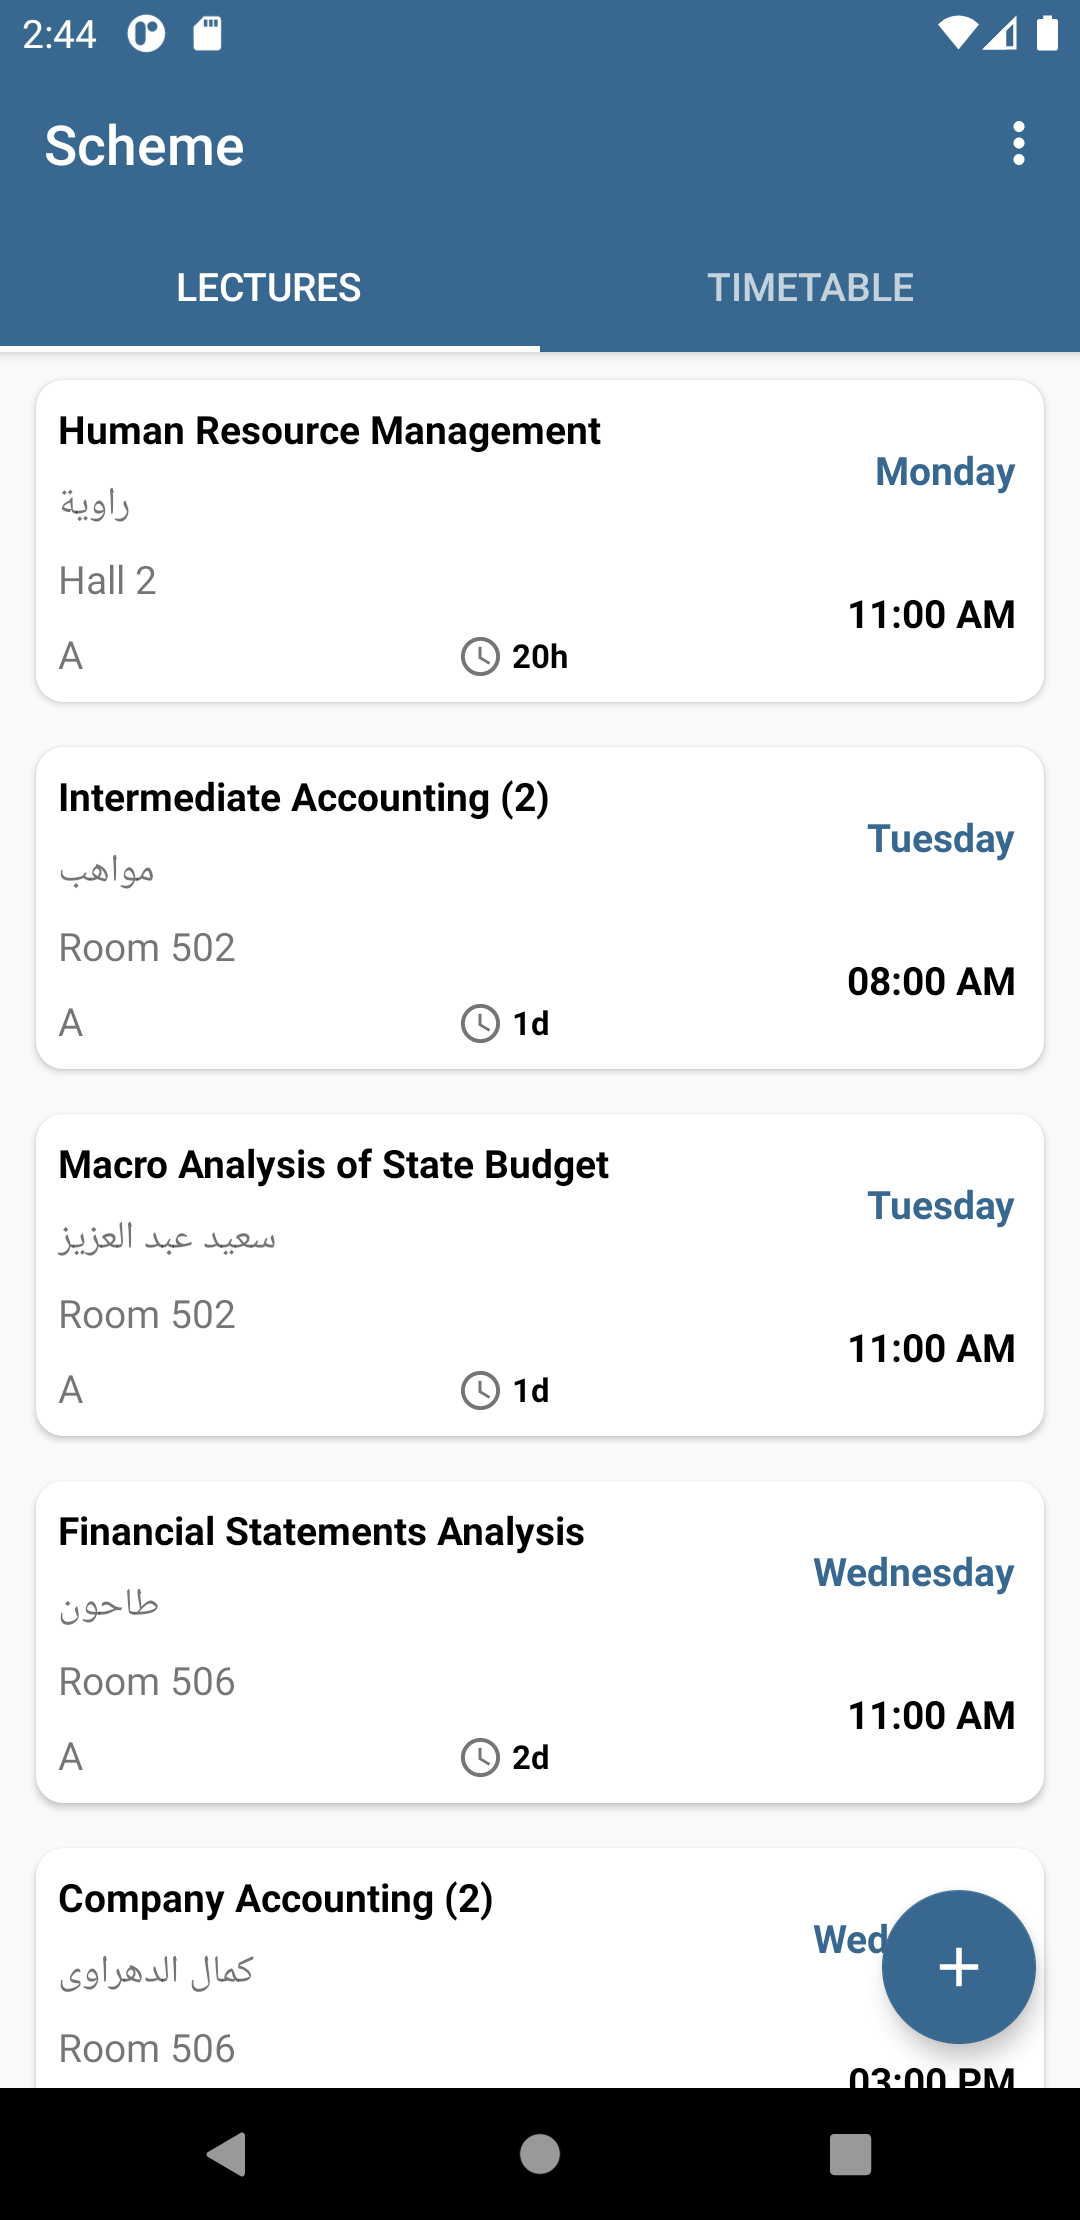 2:44
Scheme
LECTURES
TIMETABLE
Human Resource Management
Monday
راوية
Hall 2
11:00 AM
A
20h
Intermediate Accounting (2)
Tuesday
مواهب
Room 502
08:00 AM
A
1d
Macro Analysis of State Budget
Tuesday
سعيد عبد العزيز
Room 502
11:00 AM
A
1d
Financial Statements Analysis
Wednesday
طاحون
Room 506
11:00 AM
A
2d
Company Accounting (2)
Wed
كمال الدهراوى
Room 506
03:00 PM